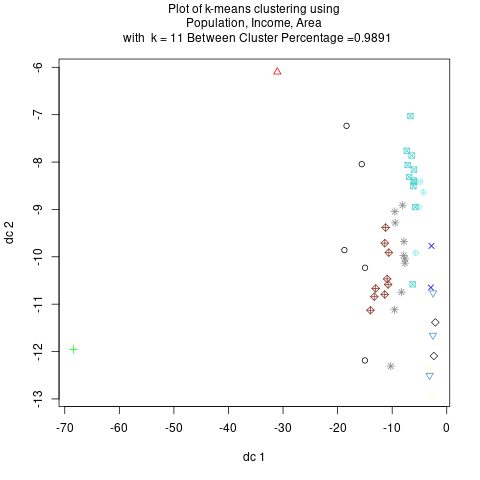 Plot of k-means clustering using
Population, Income, Area
with k = 11 Between Cluster Percentage =0.9891
dc 2
-6
-7
-8
-9
-10
-11
-12
-13
-70 -60 -50 -40 -30 -20 -10 0
dc 1